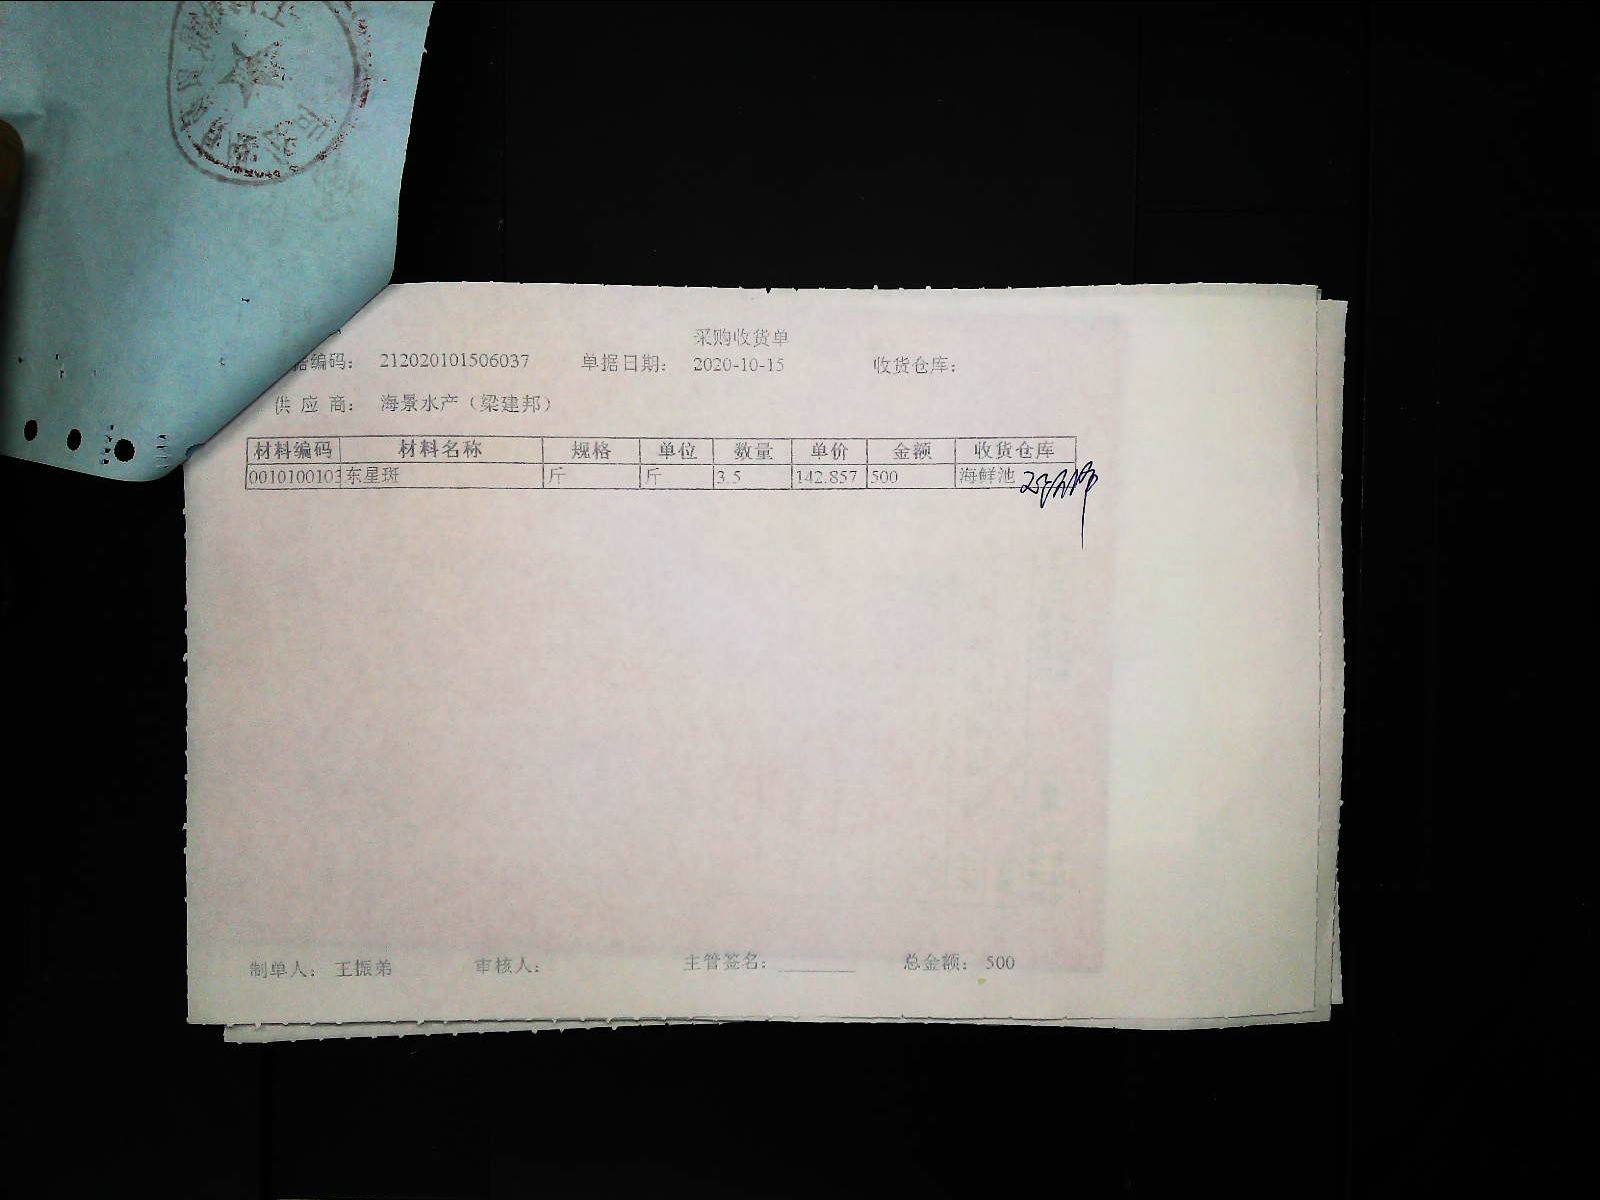 采购收货单
据编码: 212020101506037 单据日期: 2020-10-15 收货仓库:
供应商: 海景水产（梁建邦）
材料编码 材料名称 规格 单位 数量 单价 金额 收货仓库
0010100103 东星斑 斤 斤 3.5 142.857 500 海鲜池
制单人: 王振弟 审核人: 主管签名: ________ 总金额: 500